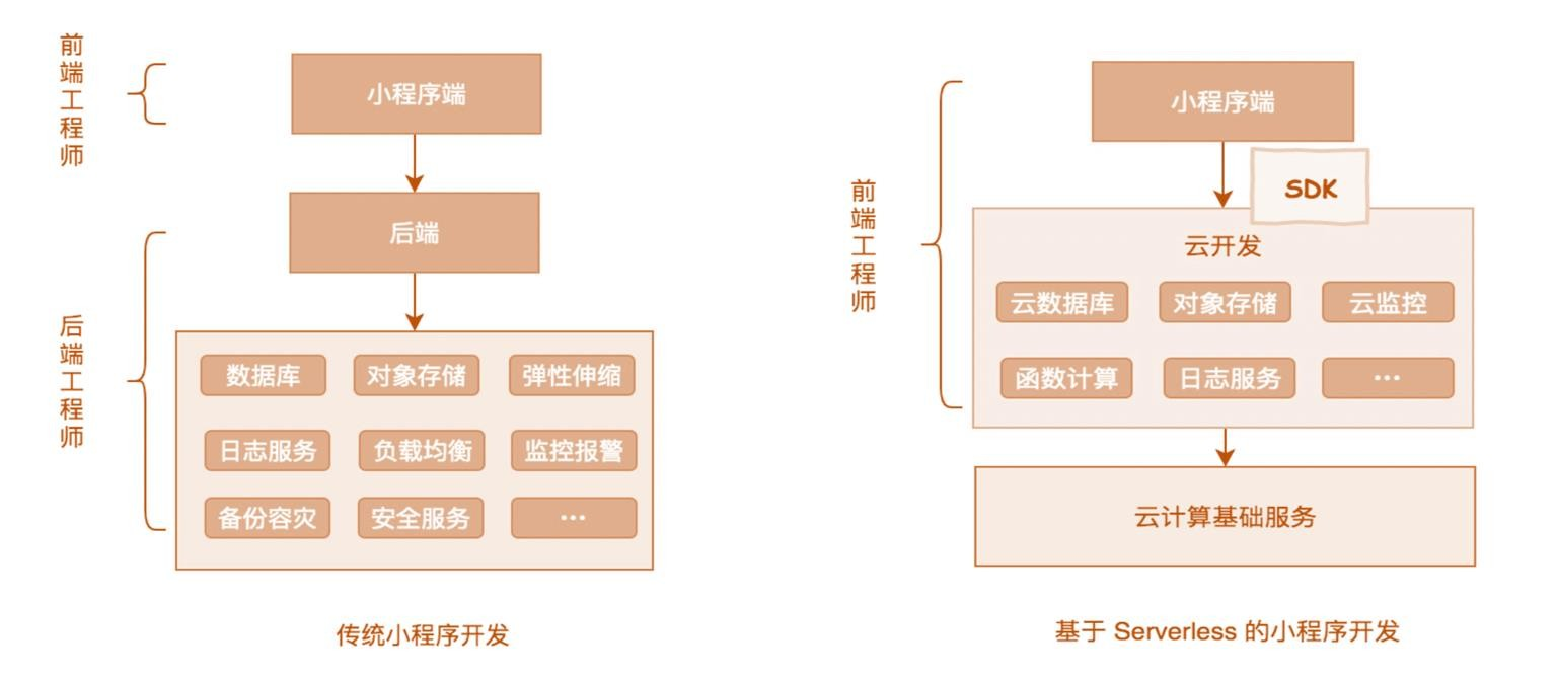 前端工程师
小程序端
后端
后端工程师
数据库 对象存储 弹性伸缩
日志服务 负载均衡 监控报警
备份容灾 安全服务 ···
传统小程序开发
前端工程师
小程序端
SDK
云开发
云数据库 对象存储 云监控
函数计算 日志服务 ···
云计算基础服务
基于 Serverless 的小程序开发